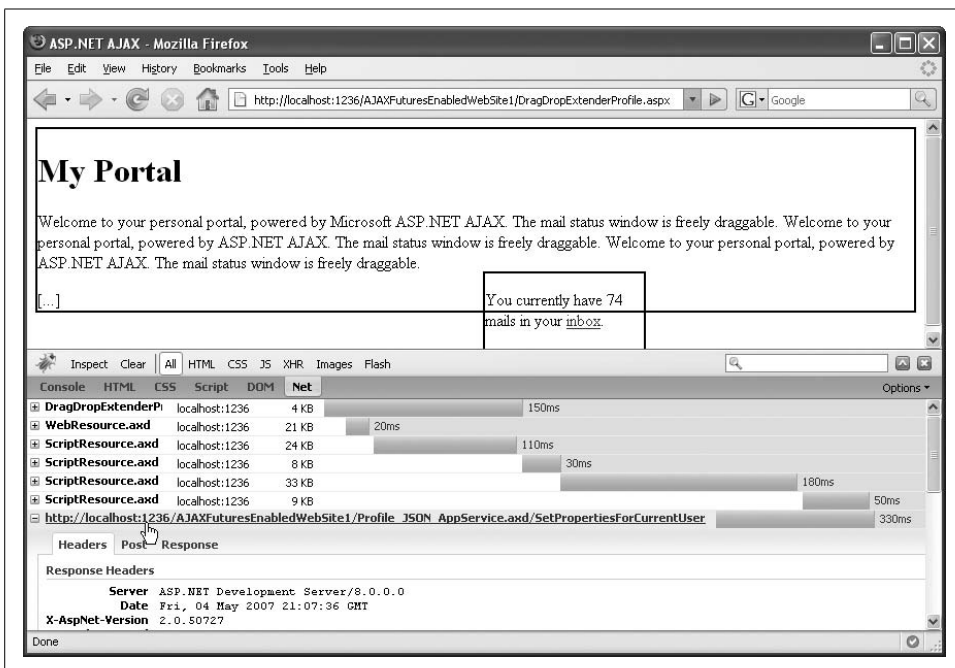 ASP.NET AJAX - Mozilla Firefox
File Edit View History Bookmarks Tools Help
http://localhost:1236/AJAXFuturesEnabledWebSite1/DragDropExtenderProfile.aspx G Google
My Portal
Welcome to your personal portal, powered by Microsoft ASP.NET AJAX. The mail status window is freely draggable. Welcome to your
personal portal, powered by ASP.NET AJAX. The mail status window is freely draggable. Welcome to your personal portal, powered by
ASP.NET AJAX. The mail status window is freely draggable.
[...]
You currently have 74
mails in your inbox.
Inspect Clear All HTML CSS JS XHR Images Flash
Console HTML CSS Script DOM Net Options
DragDropExtenderP localhost:1236 4 KB 150ms
WebResource.axd localhost:1236 21 KB 20ms
ScriptResource.axd localhost:1236 24 KB 110ms
ScriptResource.axd localhost:1236 8 KB 30ms
ScriptResource.axd localhost:1236 33 KB 180ms
ScriptResource.axd localhost:1236 9 KB 50ms
http://localhost:1236/AJAXFuturesEnabledWebSite1/Profile_JSON_AppService.axd/SetPropertiesForCurrentUser 330ms
Headers Post Response
Response Headers
Server ASP.NET Development Server/8.0.0.0
Date Fri, 04 May 2007 21:07:36 GMT
X-AspNet-Version 2.0.50727
Done